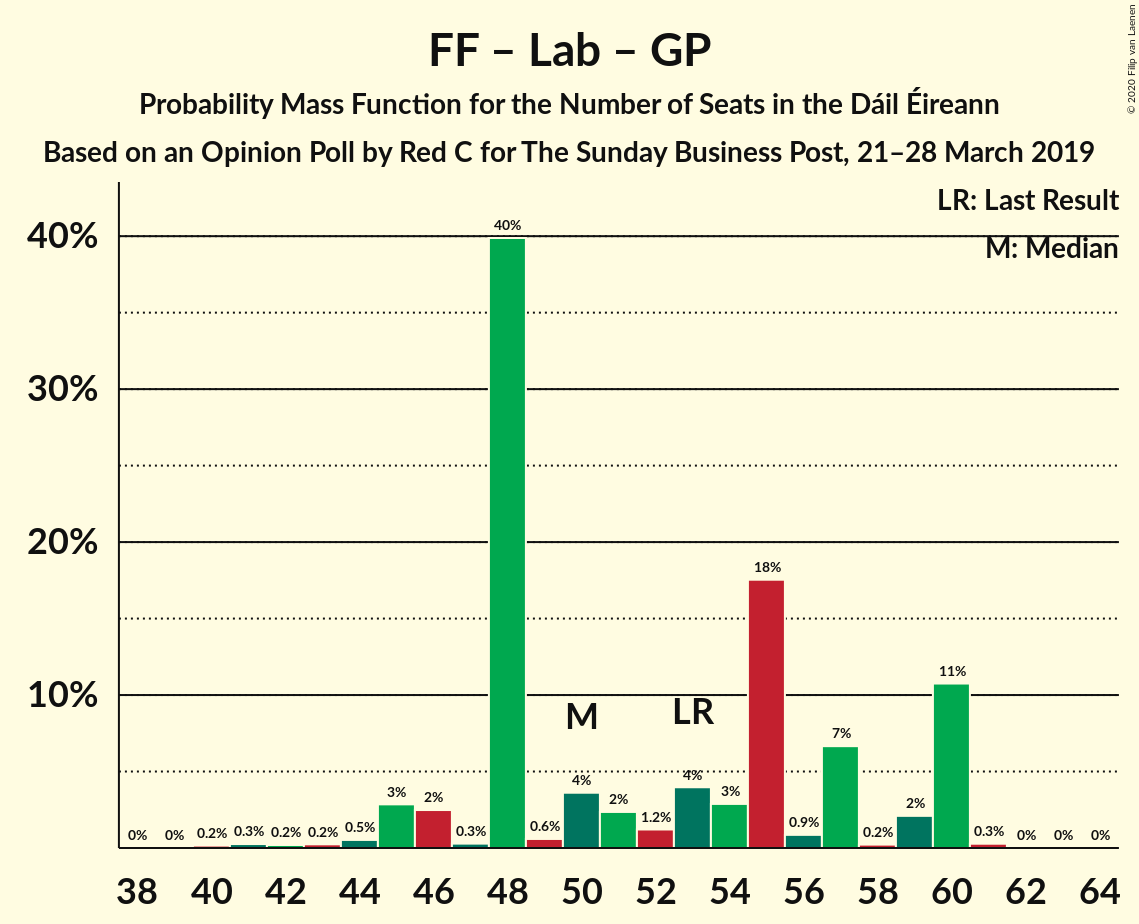 FF – Lab – GP
Probability Mass Function for the Number of Seats in the Dáil Éireann
Based on an Opinion Poll by Red C for The Sunday Business Post, 21–28 March 2019
© 2020 Filip van Laenen
LR: Last Result
M: Median
40%
30%
20%
10%
0% 0% 0.2% 0.3% 0.2% 0.2% 0.5% 3% 2% 0.3% 40% 0.6% 4% 2% 1.2% 4% 3% 18% 0.9% 7% 0.2% 2% 11% 0.3% 0% 0% 0%
M LR
38 40 42 44 46 48 50 52 54 56 58 60 62 64